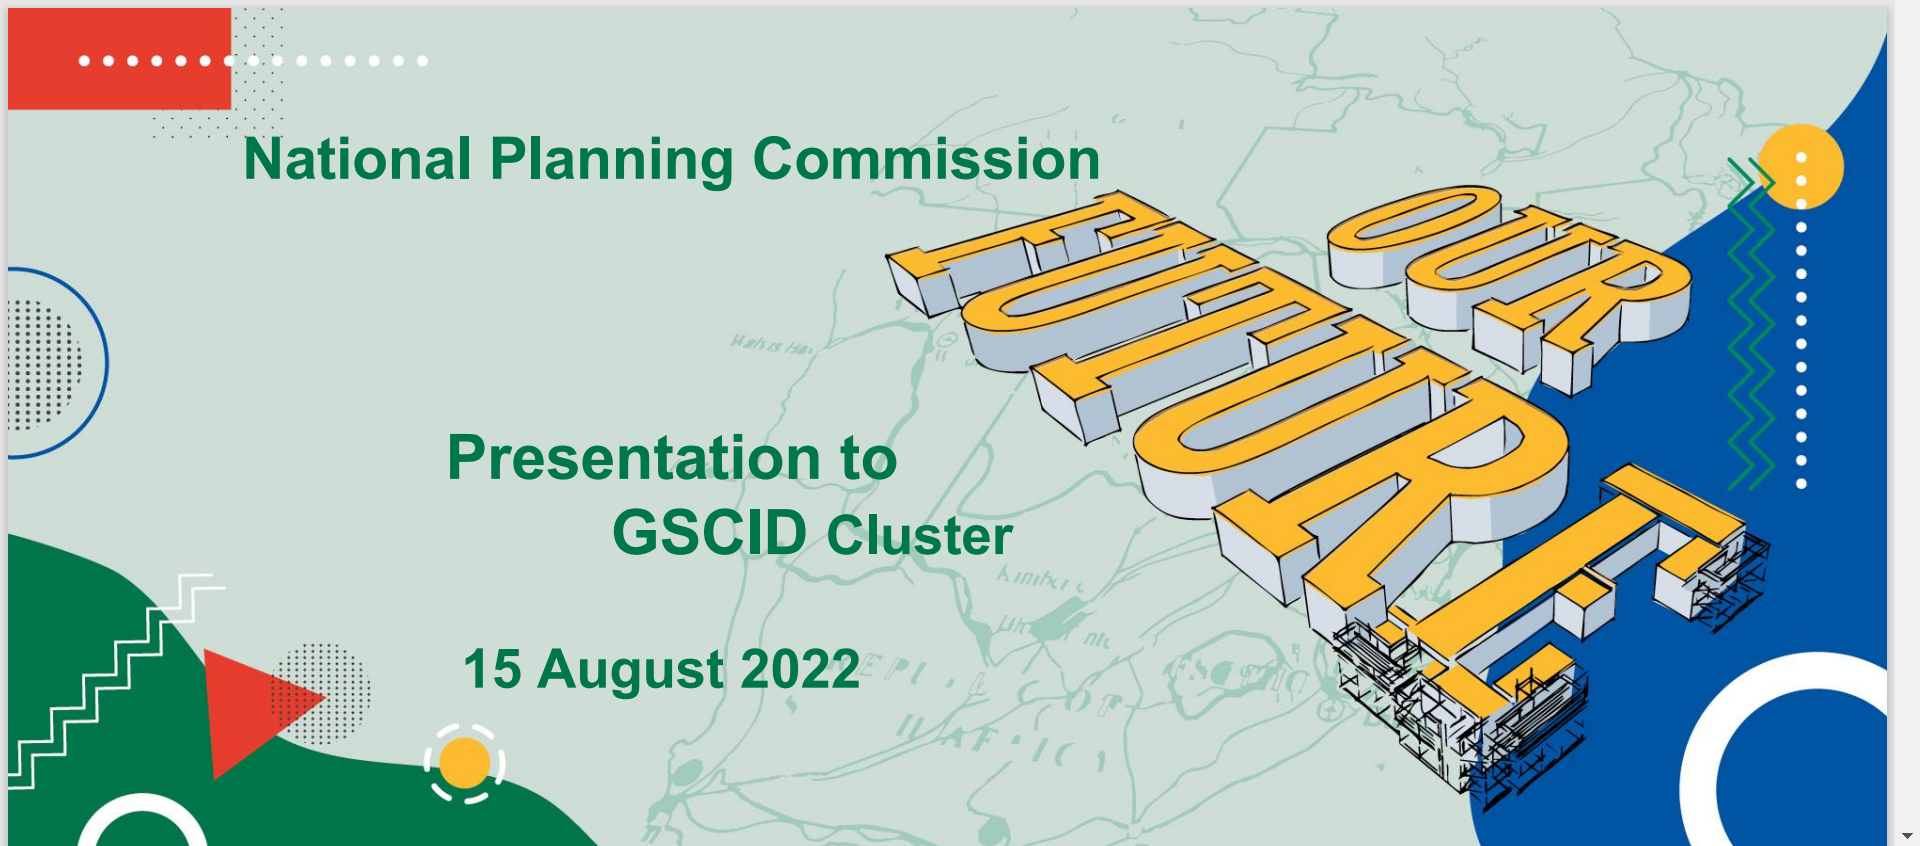 National Planning Commission
OUR
FUTURE
Presentation to
GSCID Cluster
15 August 2022